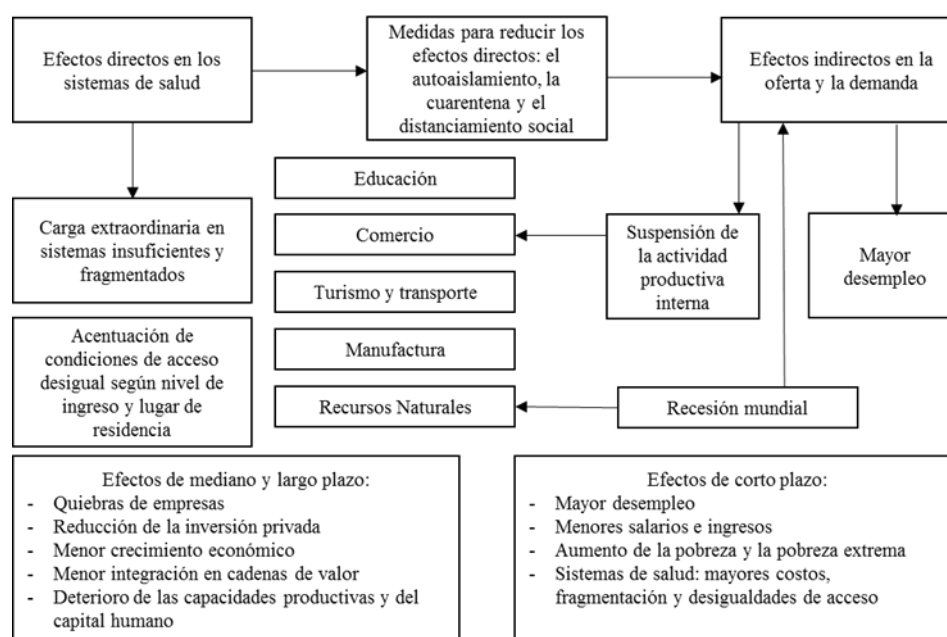 Efectos directos en los
sistemas de salud
Medidas para reducir los
efectos directos: el
autoaislamiento, la
cuarentena y el
distanciamiento social
Efectos indirectos en la
oferta y la demanda
Carga extraordinaria en
sistemas insuficientes y
fragmentados
Educación
Comercio
Turismo y transporte
Manufactura
Recursos Naturales
Suspensión de
la actividad
productiva
interna
Mayor
desempleo
Acentuación de
condiciones de acceso
desigual según nivel de
ingreso y lugar de
residencia
Recesión mundial
Efectos de mediano y largo plazo:
- Quiebras de empresas
- Reducción de la inversión privada
- Menor crecimiento económico
- Menor integración en cadenas de valor
- Deterioro de las capacidades productivas y del
capital humano
Efectos de corto plazo:
- Mayor desempleo
- Menores salarios e ingresos
- Aumento de la pobreza y la pobreza extrema
- Sistemas de salud: mayores costos,
fragmentación y desigualdades de acceso